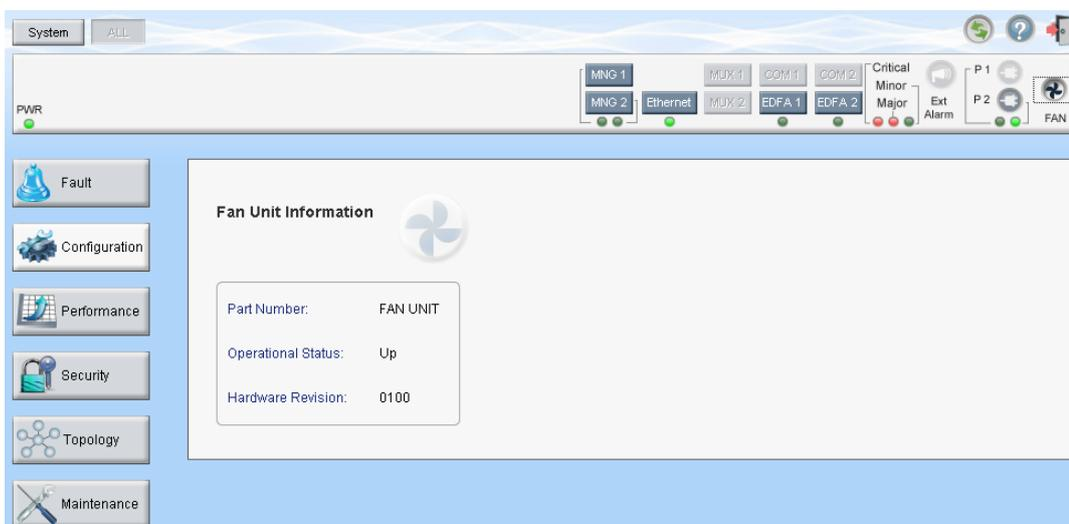 System ALL
MNG 1 MUX 1 COM 1 COM 2 Critical P 1
Minor
PWR MNG 2 Ethernet MUX 2 EDFA 1 EDFA 2 Major Ext Alarm P 2 FAN
Fault
Configuration
Performance
Security
Topology
Maintenance
Fan Unit Information
Part Number: FAN UNIT
Operational Status: Up
Hardware Revision: 0100